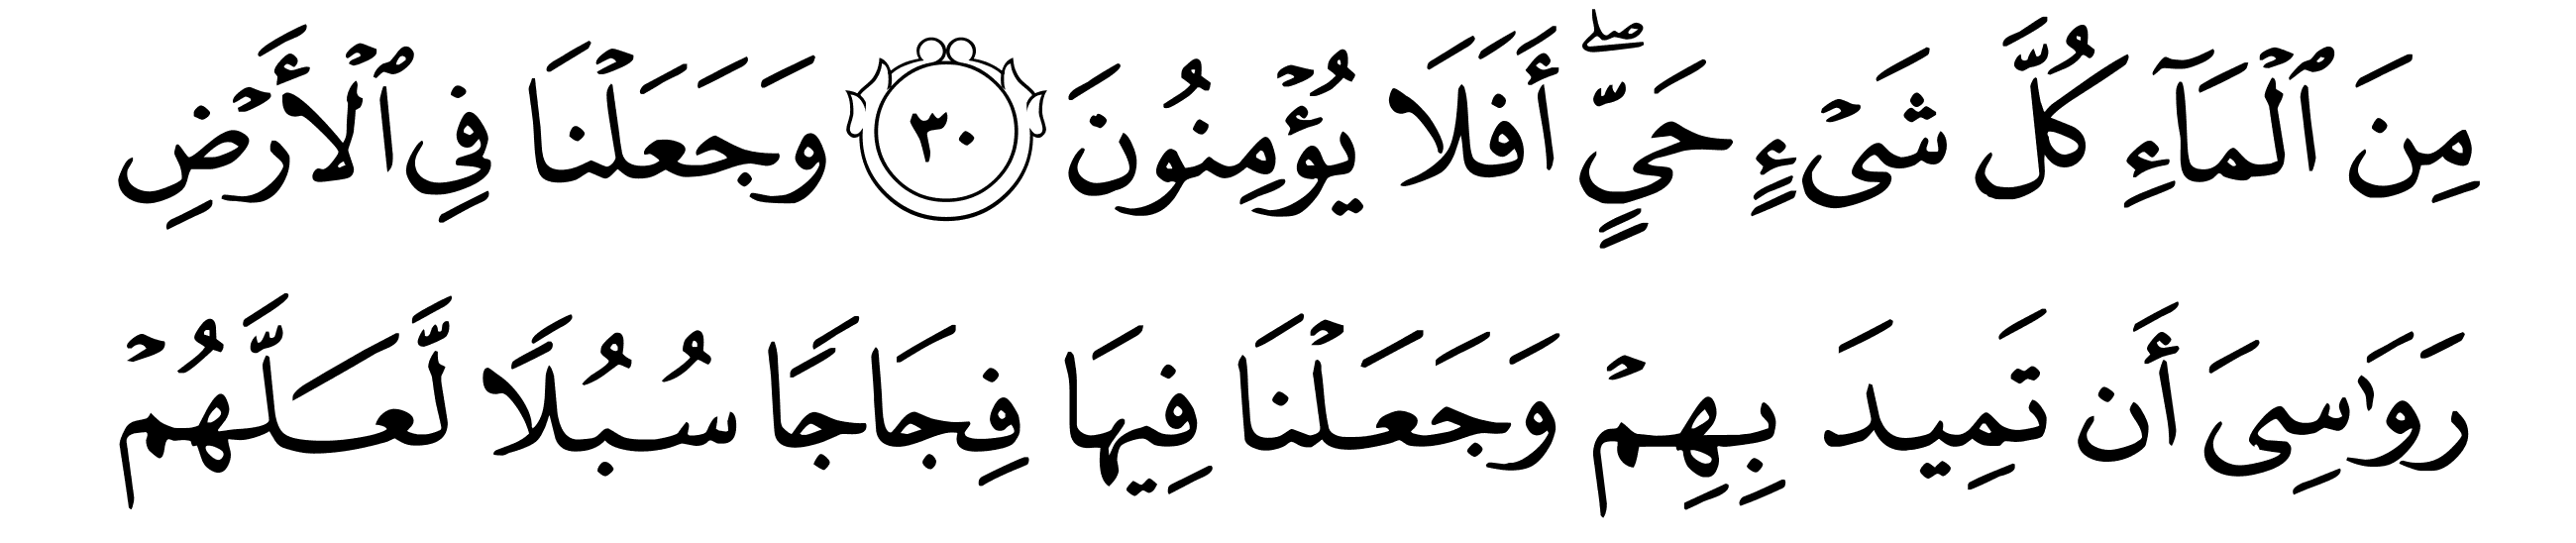 مِنَ ٱلْمَآءِ كُلَّ شَىْءٍ حَىٍّ ۖ أَفَلَا يُؤْمِنُونَ ٣٠ وَجَعَلْنَا فِى ٱلْأَرْضِ
رَوَٰسِىَ أَن تَمِيدَ بِهِمْ وَجَعَلْنَا فِيهَا فِجَاجًا سُبُلًا لَّعَلَّهُمْ